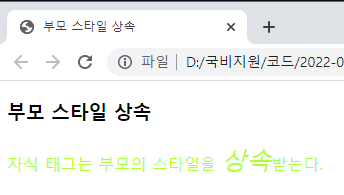 부모 스타일 상속
파일 | D:/국비지원/코드/2022-0
부모 스타일 상속
자식 태그는 부모의 스타일을 상속받는다.